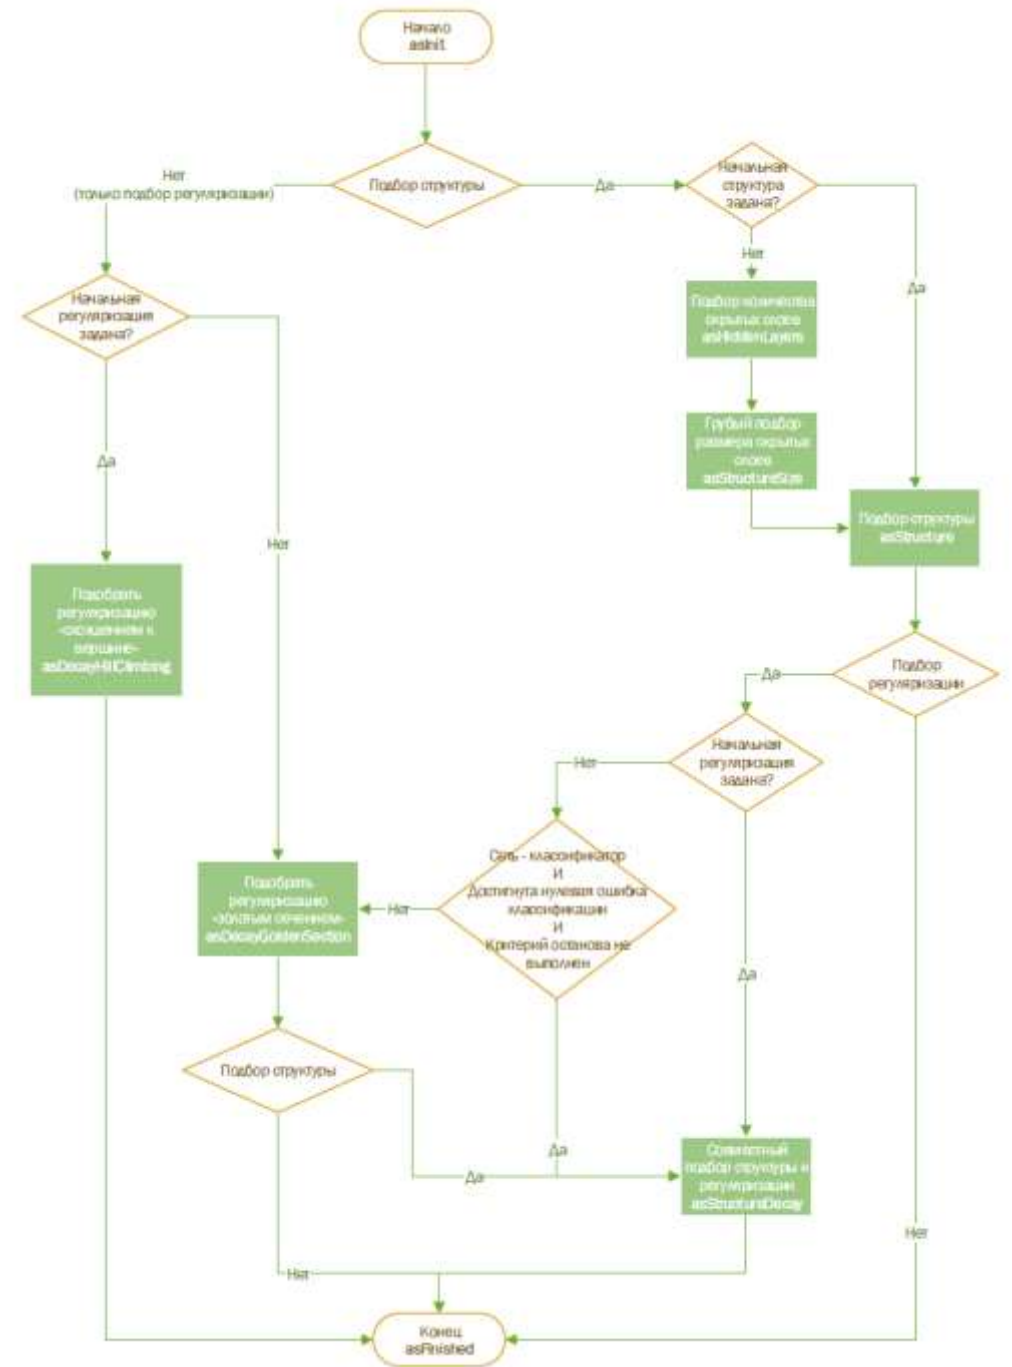 Начало
asInit
Подбор структуры
Нет
(только подбор регуляризации)
Да
Начальная
структура
задана?
Нет
Да
Подбор количества
скрытых слоев
asHiddenLayers
Грубый подбор
размера скрытых
слоев
asStructureSize
Подбор структуры
asStructure
Начальная
регуляризация
задана?
Да
Нет
Подобрать
регуляризацию
«скрашением к
вершине»
asDecayHillClimbing
Подбор
регуляризации
Да
Нет
Начальная
регуляризация
задана?
Нет
Да
Сеть - классификатор
И
Достигнута нулевая ошибка
классификации
И
Критерий останова не
выполнен
Нет
Да
Подобрать
регуляризацию
«золотым сечением»
asDecayGoldenSection
Подбор структуры
Да
Нет
Совместный
подбор структуры и
регуляризации
asStructureDecay
Конец
asFinished